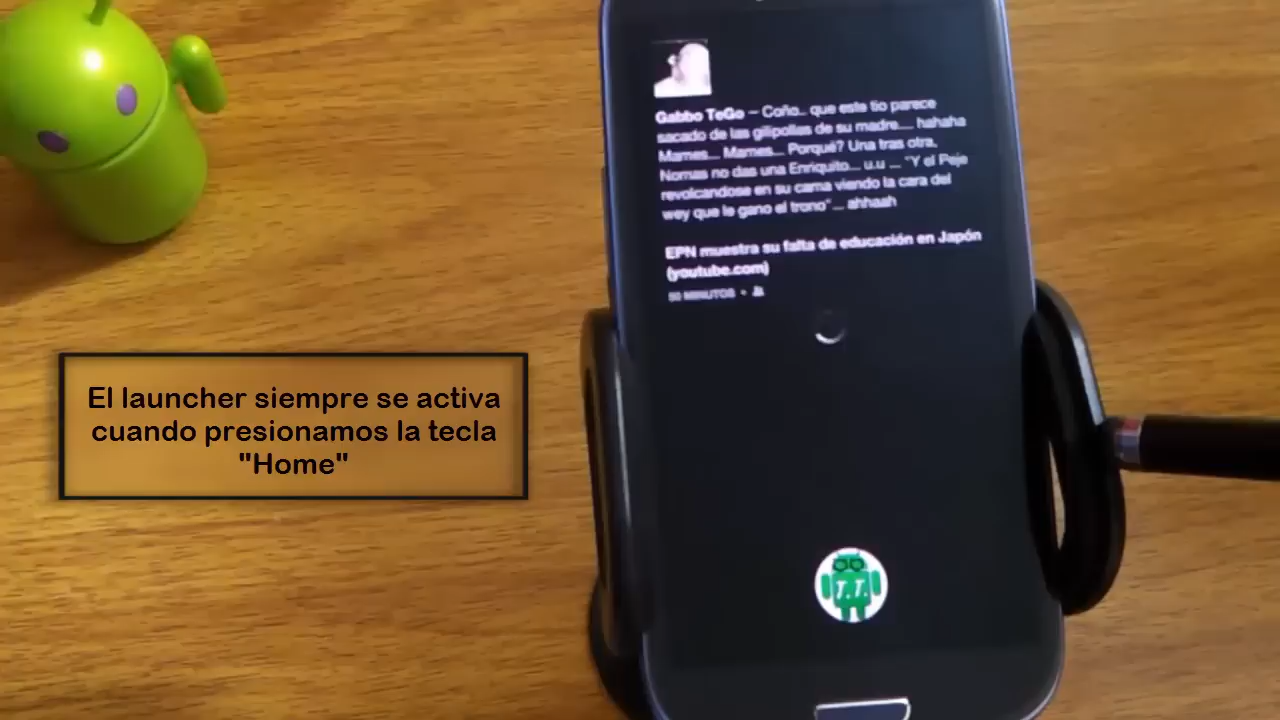 Gabbo TeGo – Coño.. que este tio parece
sacado de las gilipollas de su madre.... hahaha
Mames... Mames... Porqué? Una tras otra,
Nomas no das una Enriquito... u.u ... "Y el Peje
revolcandose en su cama viendo la cara del
wey que le gano el trono"... ahhaah
EPN muestra su falta de educación en Japón
(youtube.com)
50 MINUTOS •
El launcher siempre se activa
cuando presionamos la tecla
"Home"
T.T.